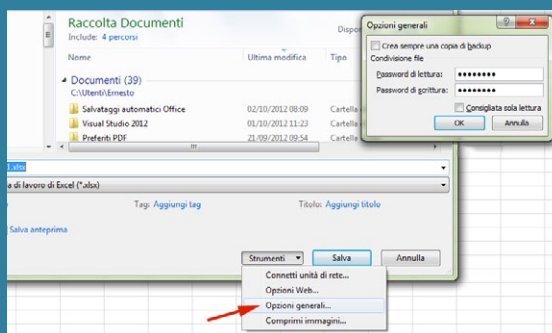 Raccolta Documenti
Include: 4 percorsi
Nome Ultima modifica Tipo
Documenti (39)
C:\Utenti\Ernesto
Salvataggi automatici Office 02/10/2012 08:09 Cartella
Visual Studio 2012 01/10/2012 11:23 Cartella
Preferiti PDF 21/09/2012 09:54 Cartella
1.xlsx
a di lavoro di Excel (*.xlsx)
Tag: Aggiungi tag Titolo: Aggiungi titolo
Salva anteprima
Strumenti Salva Annulla
Connetti unità di rete...
Opzioni Web...
Opzioni generali...
Comprimi immagini...
Opzioni generali
Crea sempre una copia di backup
Condivisione file
Password di lettura:
Password di scrittura:
Consigliata sola lettura
OK Annulla